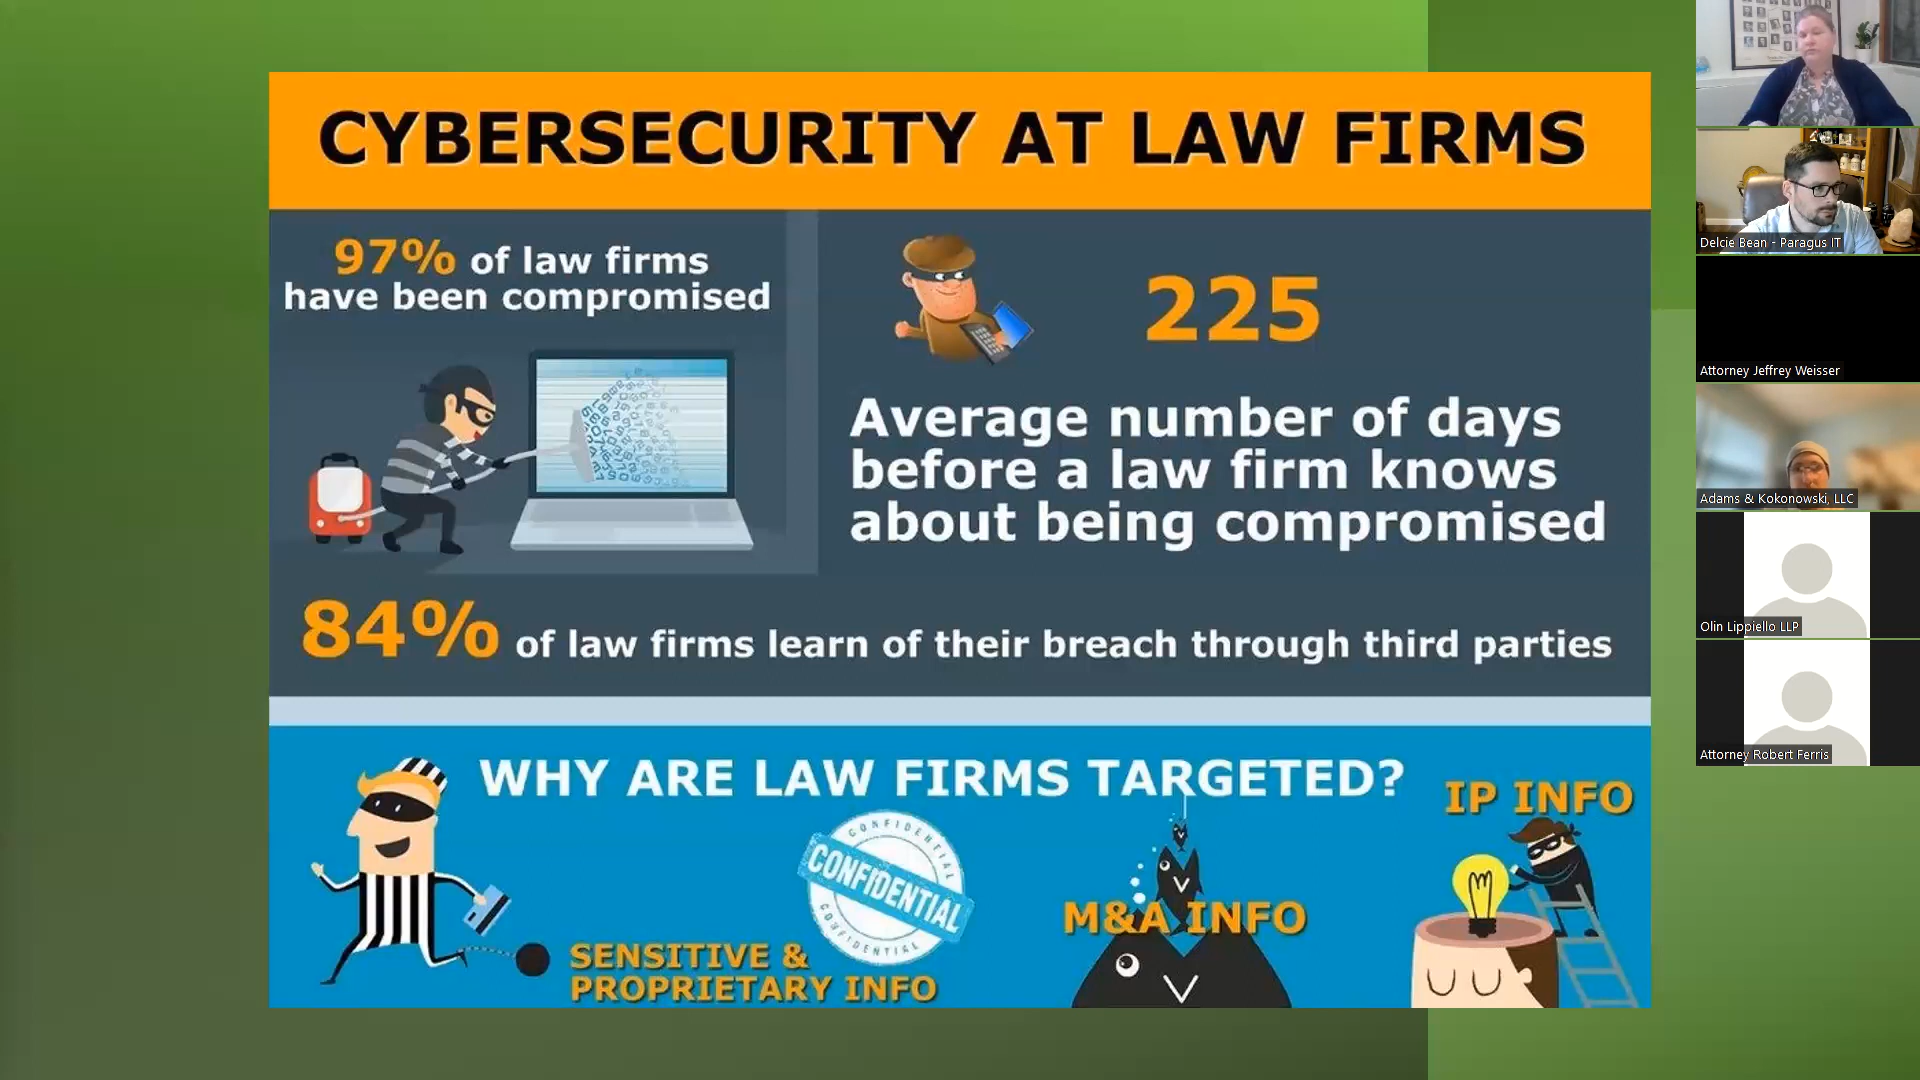 CYBERSECURITY AT LAW FIRMS
97% of law firms
have been compromised
225
Average number of days
before a law firm knows
about being compromised
84% of law firms learn of their breach through third parties
WHY ARE LAW FIRMS TARGETED?
CONFIDENTIAL
CONFIDENTIAL
CONFIDENTIAL
SENSITIVE &
PROPRIETARY INFO
M&A INFO
IP INFO
Delcie Bean - Paragus IT
Attorney Jeffrey Weisser
Adams & Kokonowski, LLC
Olin Lippiello LLP
Attorney Robert Ferris